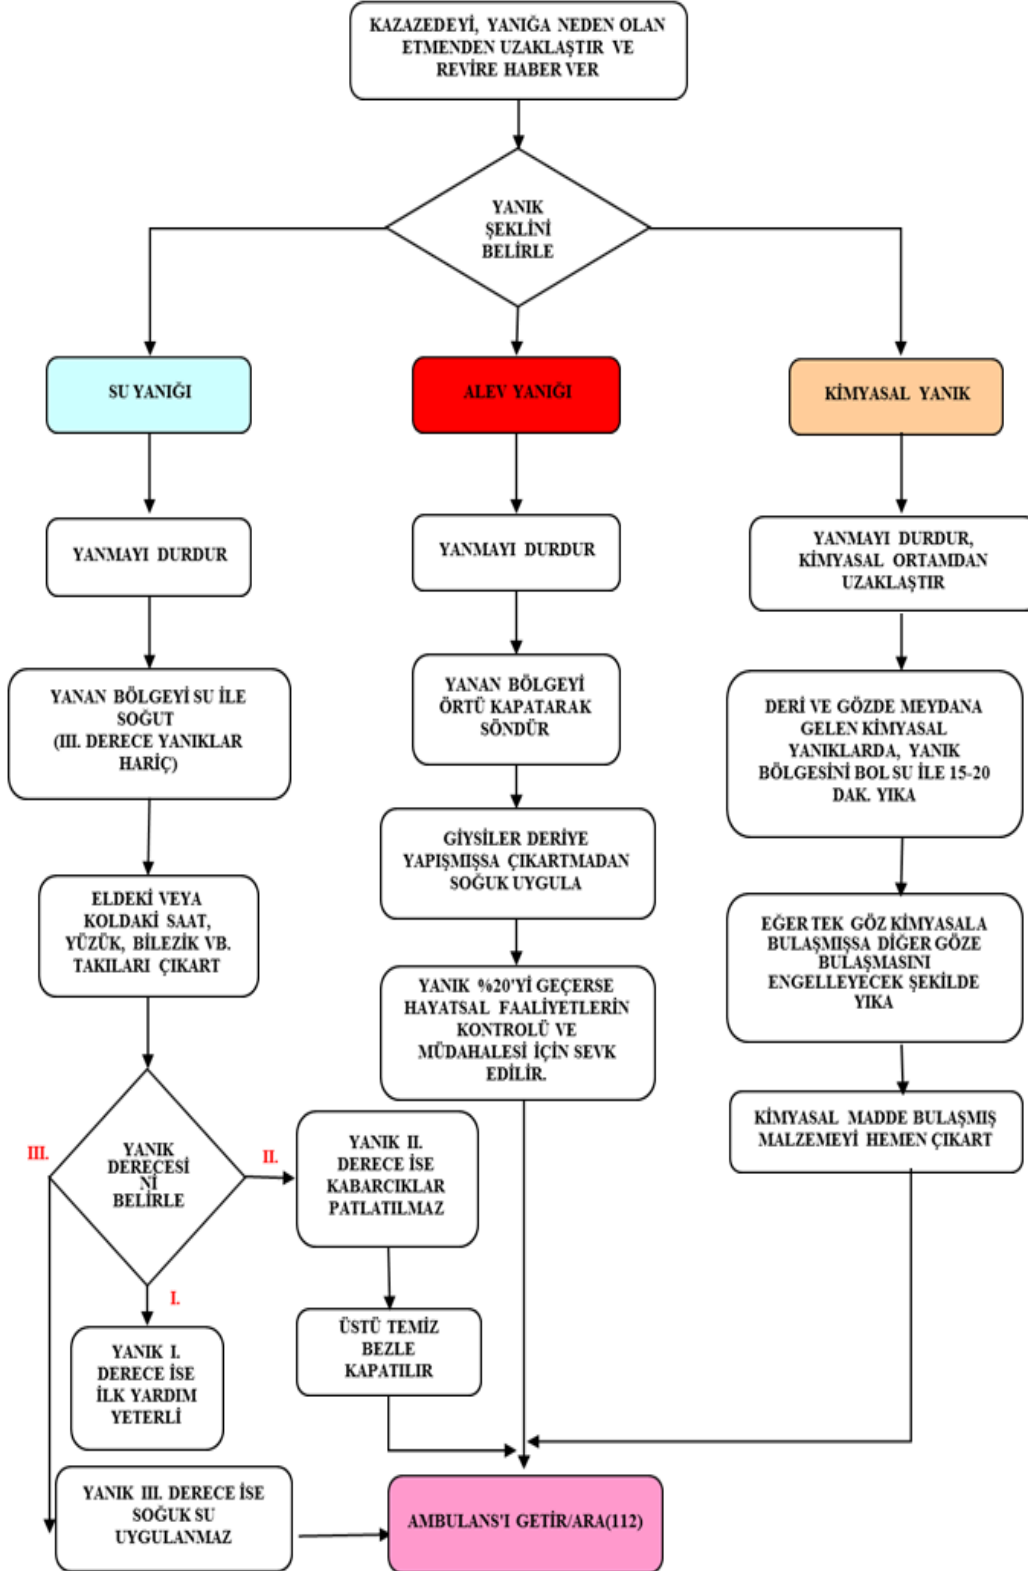 KAZAZEDEYİ, YANIĞA NEDEN OLAN
ETMENDEN UZAKLAŞTIR VE
REVİRE HABER VER
YANIK
ŞEKLİNİ
BELİRLE
SU YANIĞI
ALEV YANIĞI
KİMYASAL YANIK
YANMAYI DURDUR
YANMAYI DURDUR
YANMAYI DURDUR,
KİMYASAL ORTAMDAN
UZAKLAŞTIR
YANAN BÖLGEYİ SU İLE
SOĞUT
(III. DERECE YANIKLAR
HARİÇ)
YANAN BÖLGEYİ
ÖRTÜ KAPATARAK
SÖNDÜR
DERİ VE GÖZDE MEYDANA
GELEN KİMYASAL
YANIKLARDA, YANIK
BÖLGESİNİ BOL SU İLE 15-20
DAK. YIKA
GİYSİLER DERİYE
YAPIŞMIŞSA ÇIKARTMADAN
SOĞUK UYGULA
ELDEKİ VEYA
KOLDAKİ SAAT,
YÜZÜK, BİLEZİK VB.
TAKILARI ÇIKART
EĞER TEK GÖZ KİMYASALA
BULAŞMIŞSA DİĞER GÖZE
BULAŞMASINI
ENGELLEYECEK ŞEKİLDE
YIKA
YANIK %20'Yİ GEÇERSE
HAYATSAL FAALİYETLERİN
KONTROLÜ VE
MÜDAHALESİ İÇİN SEVK
EDİLİR.
KİMYASAL MADDE BULAŞMIŞ
MALZEMEYİ HEMEN ÇIKART
III.
YANIK
DERECESİ
Nİ
BELİRLE
II.
YANIK II.
DERECE İSE
KABARCIKLAR
PATLATILMAZ
I.
YANIK I.
DERECE İSE
İLK YARDIM
YETERLİ
ÜSTÜ TEMİZ
BEZLE
KAPATILIR
YANIK III. DERECE İSE
SOĞUK SU
UYGULANMAZ
AMBULANS'I GETİR/ARA(112)